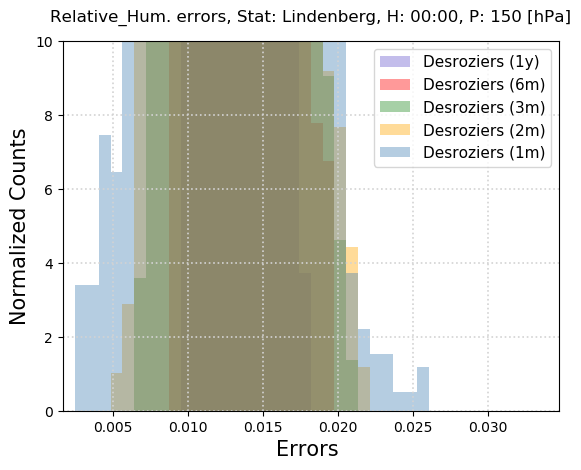 Relative_Hum. errors, Stat: Lindenberg, H: 00:00, P: 150 [hPa]
Desroziers (1y)
Desroziers (6m)
Desroziers (3m)
Desroziers (2m)
Desroziers (1m)
Normalized Counts
10
8
6
4
2
0
0.005 0.010 0.015 0.020 0.025 0.030
Errors